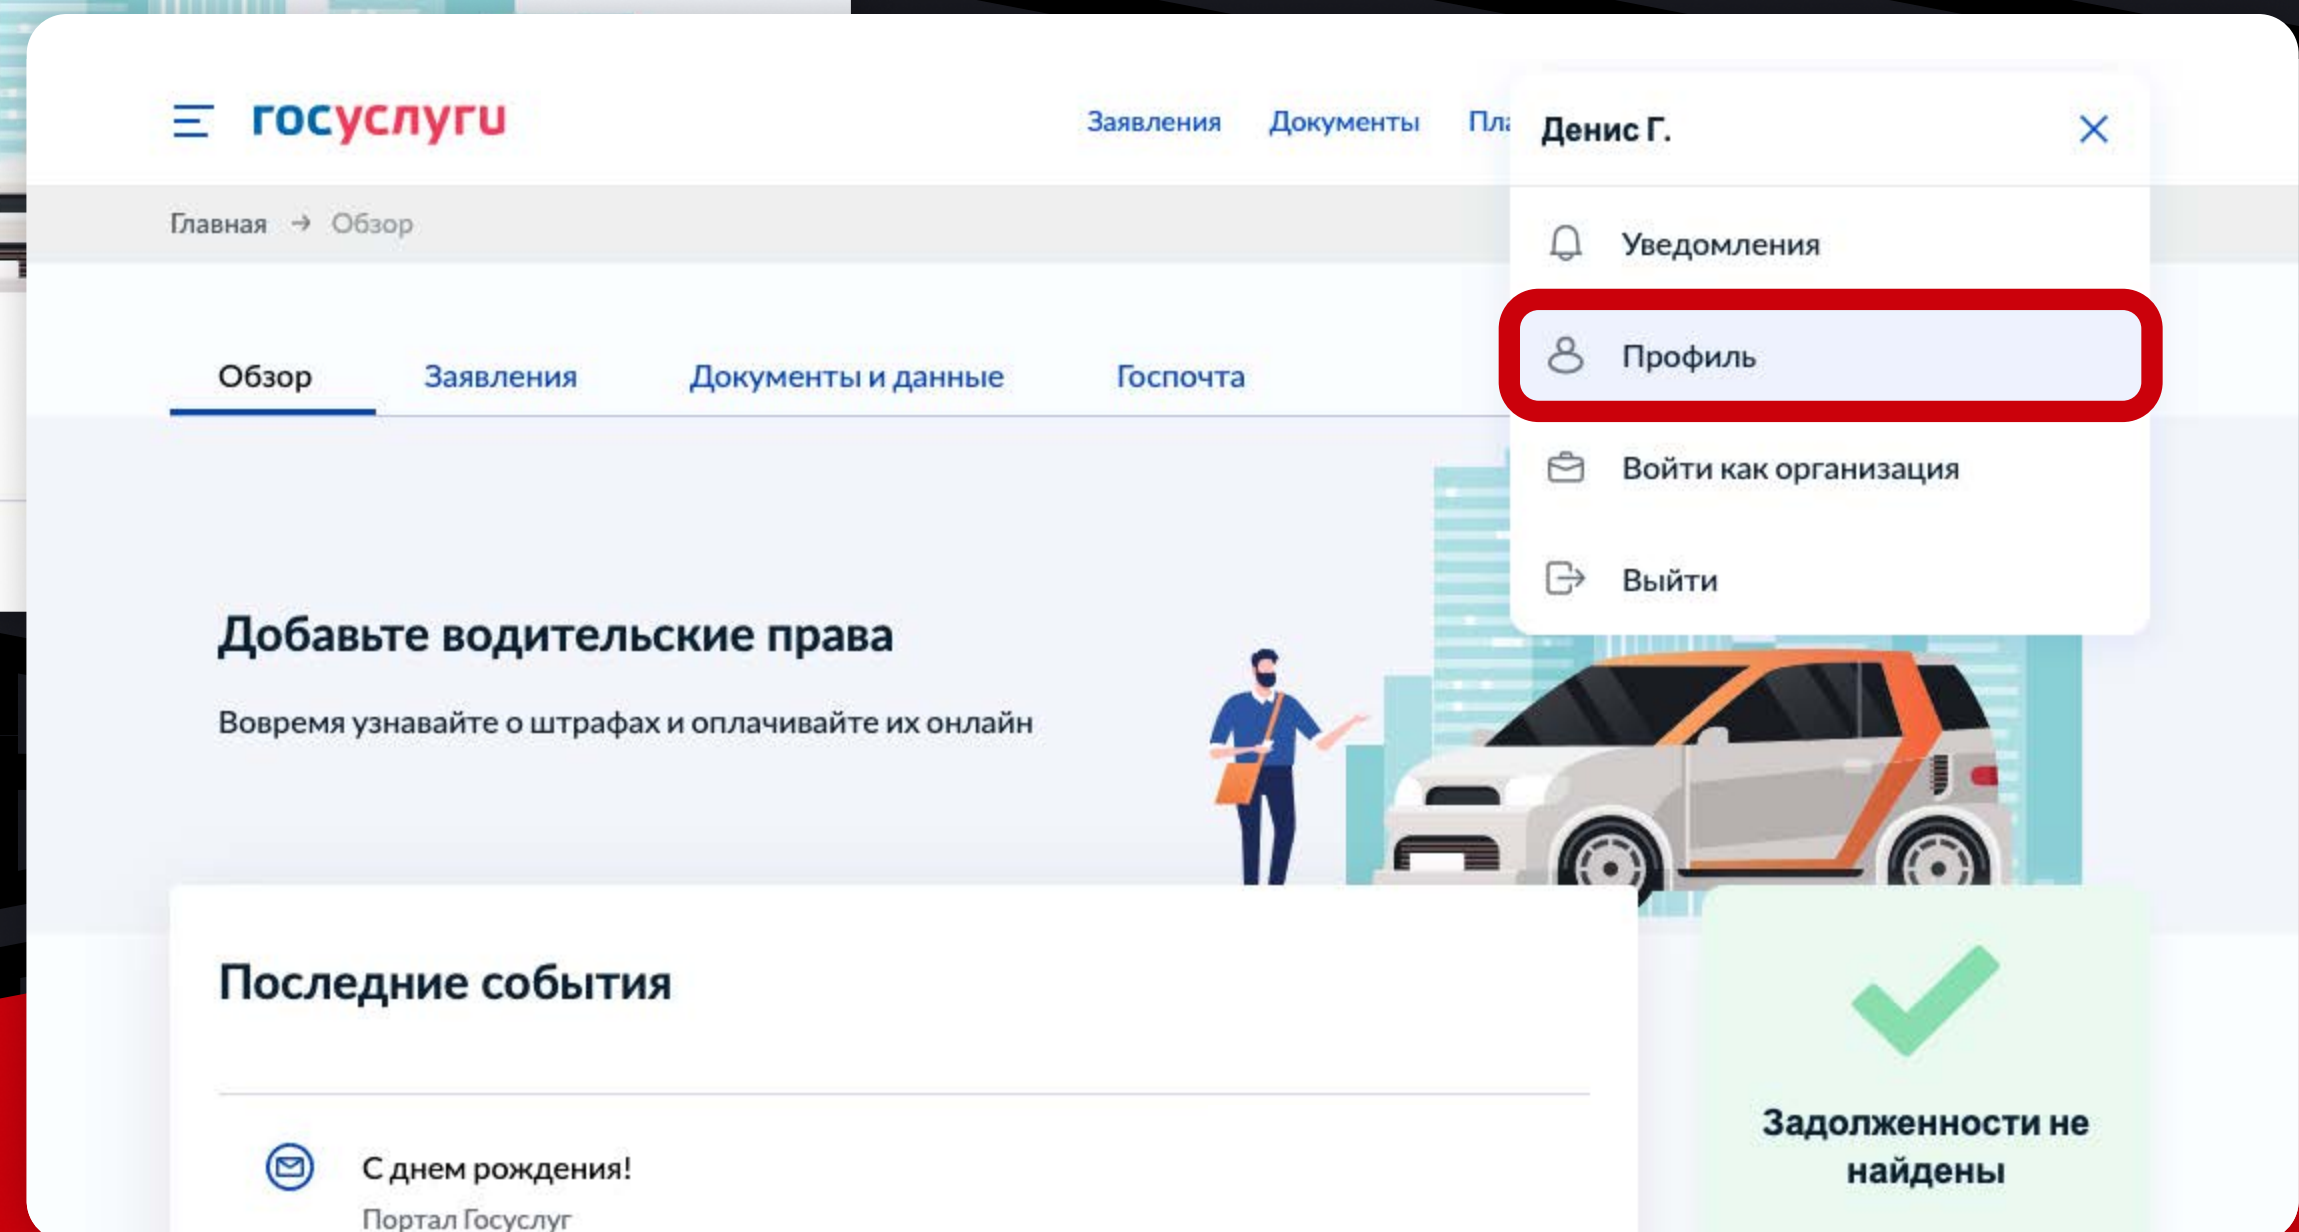 госуслуги
Заявления Документы
Денис Г.
Главная → Обзор
Уведомления
Профиль
Войти как организация
Выйти
Обзор Заявления Документы и данные Госпочта
Добавьте водительские права
Вовремя узнавайте о штрафах и оплачивайте их онлайн
Последние события
С днем рождения!
Портал Госуслуг
Задолженности не
найдены